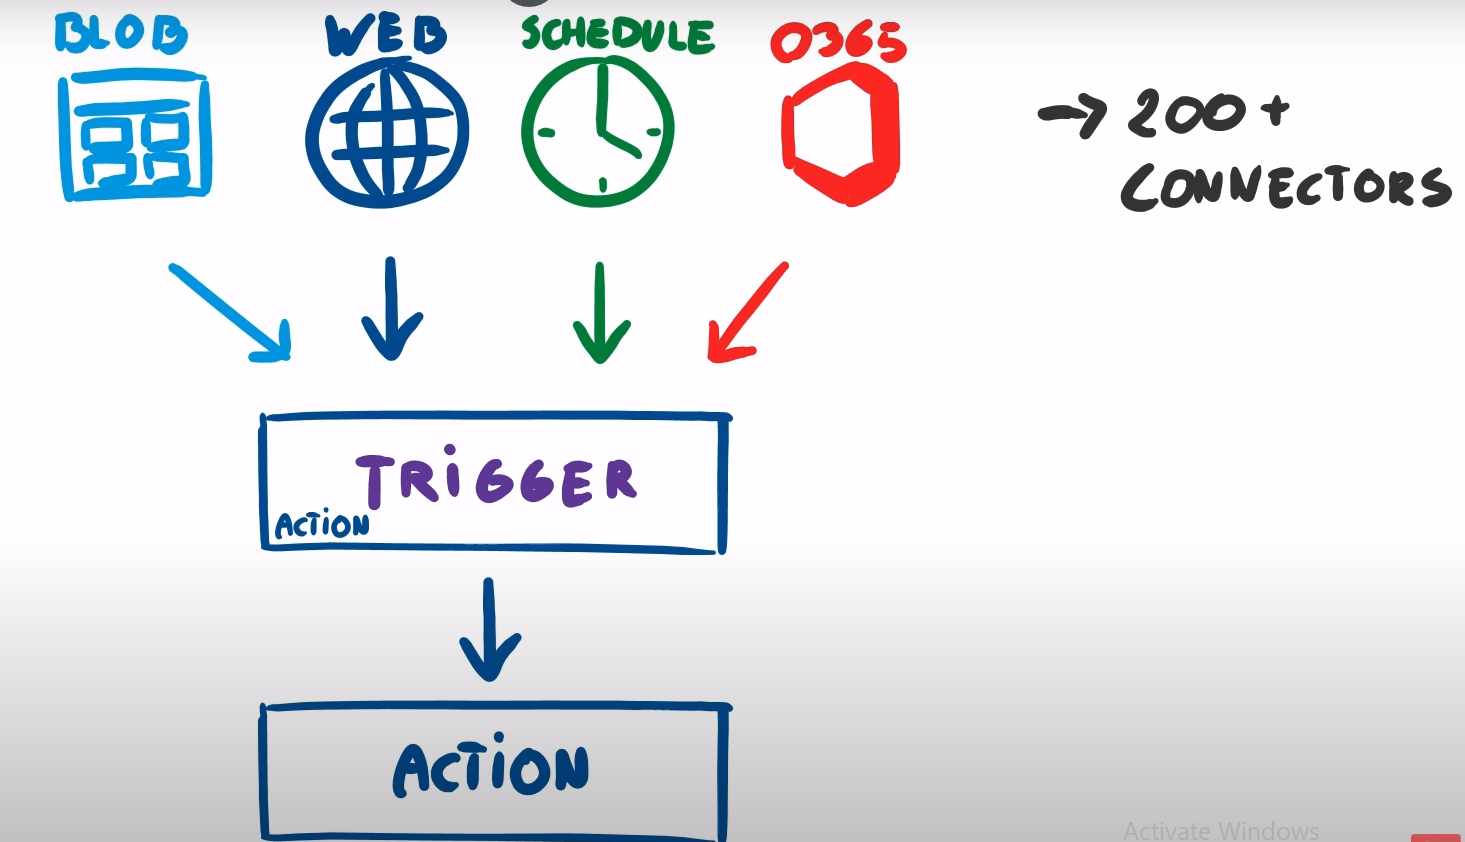 BLOB WEB SCHEDULE O365
→ 200+
CONNECTORS
TRiGGER
ACTiON
ACTiON
Activate Windows